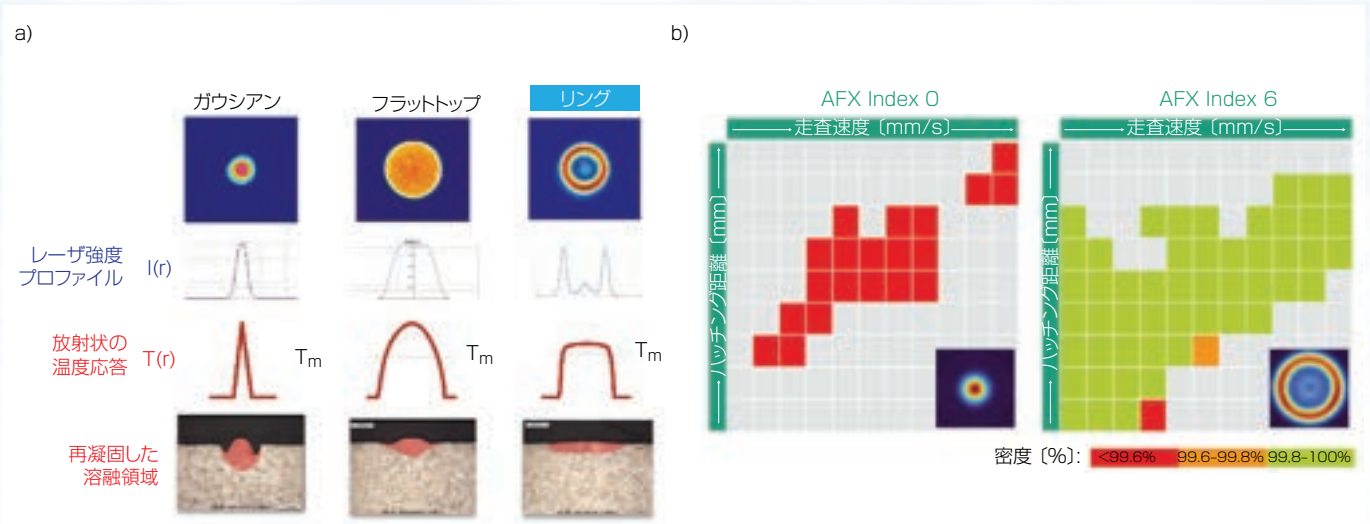 a)
b)
ガウシアン
フラットトップ
リング
レーザ強度
プロファイル
I(r)
放射状の
温度応答
T(r)
Tm
Tm
Tm
再凝固した
溶融領域
AFX Index 0
走査速度〔mm/s〕
ハッチング距離〔mm〕
AFX Index 6
走査速度〔mm/s〕
ハッチング距離〔mm〕
密度〔%〕:
<99.6%
99.6-99.8%
99.8-100%